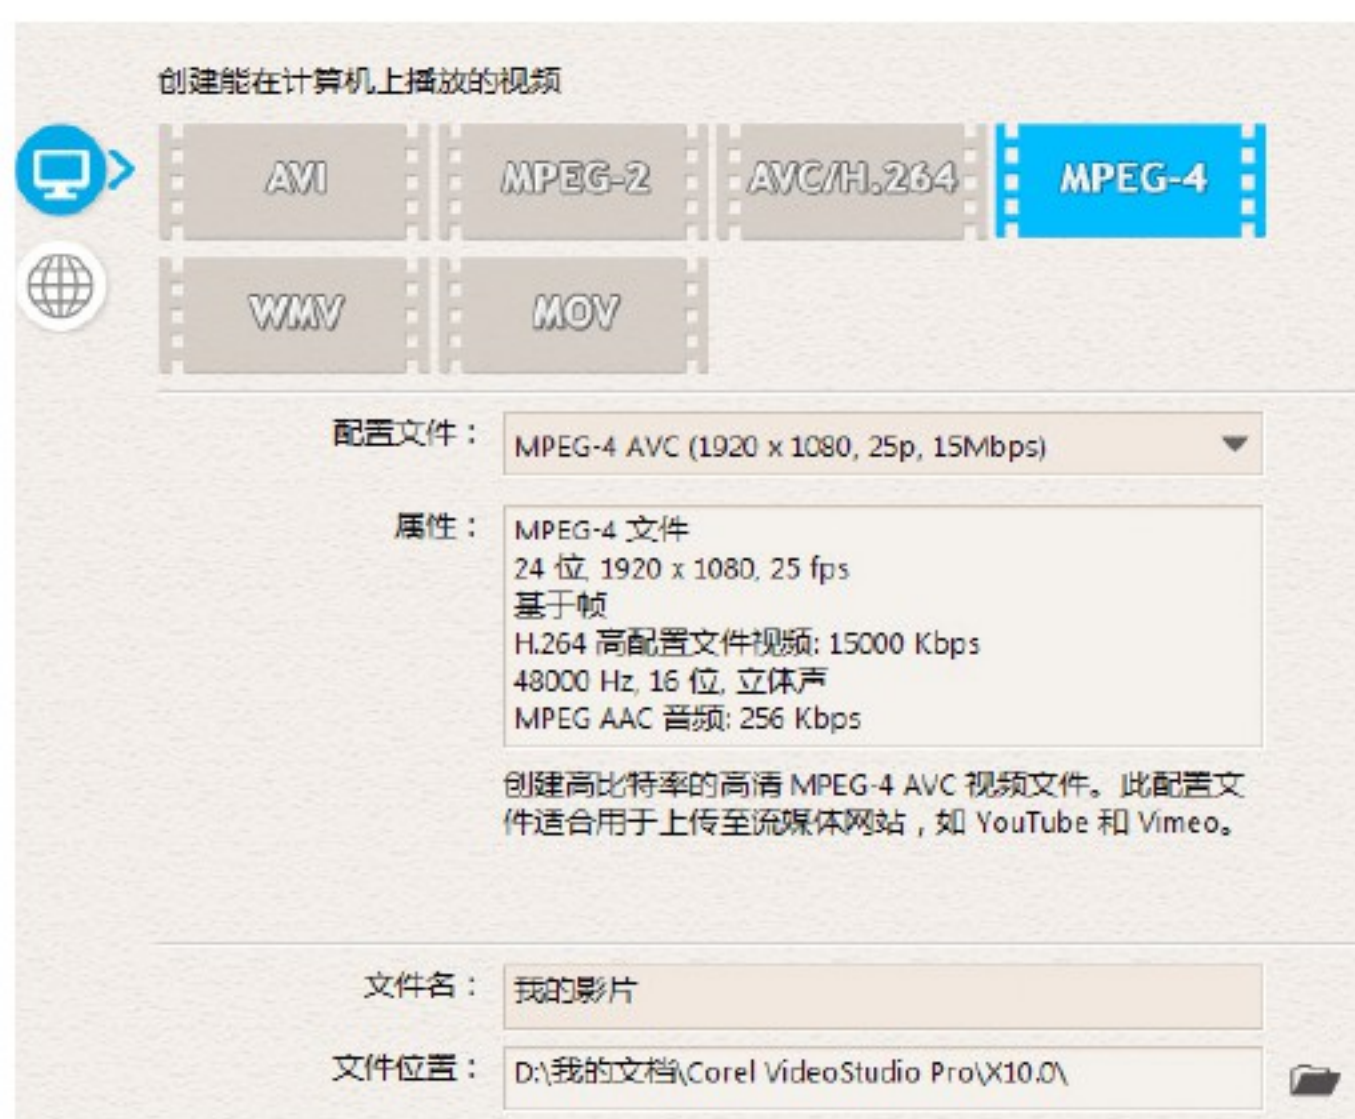 创建能在计算机上播放的视频
AVI MPEG-2 AVC/H.264 MPEG-4
WMV MOV
配置文件： MPEG-4 AVC (1920 x 1080, 25p, 15Mbps)
属性： MPEG-4 文件
24 位, 1920 x 1080, 25 fps
基于帧
H.264 高配置文件视频: 15000 Kbps
48000 Hz, 16 位, 立体声
MPEG AAC 音频: 256 Kbps
创建高比特率的高清 MPEG-4 AVC 视频文件。此配置文
件适合用于上传至流媒体网站，如 YouTube 和 Vimeo。
文件名： 我的影片
文件位置： D:\我的文档\Corel VideoStudio Pro\X10.0\